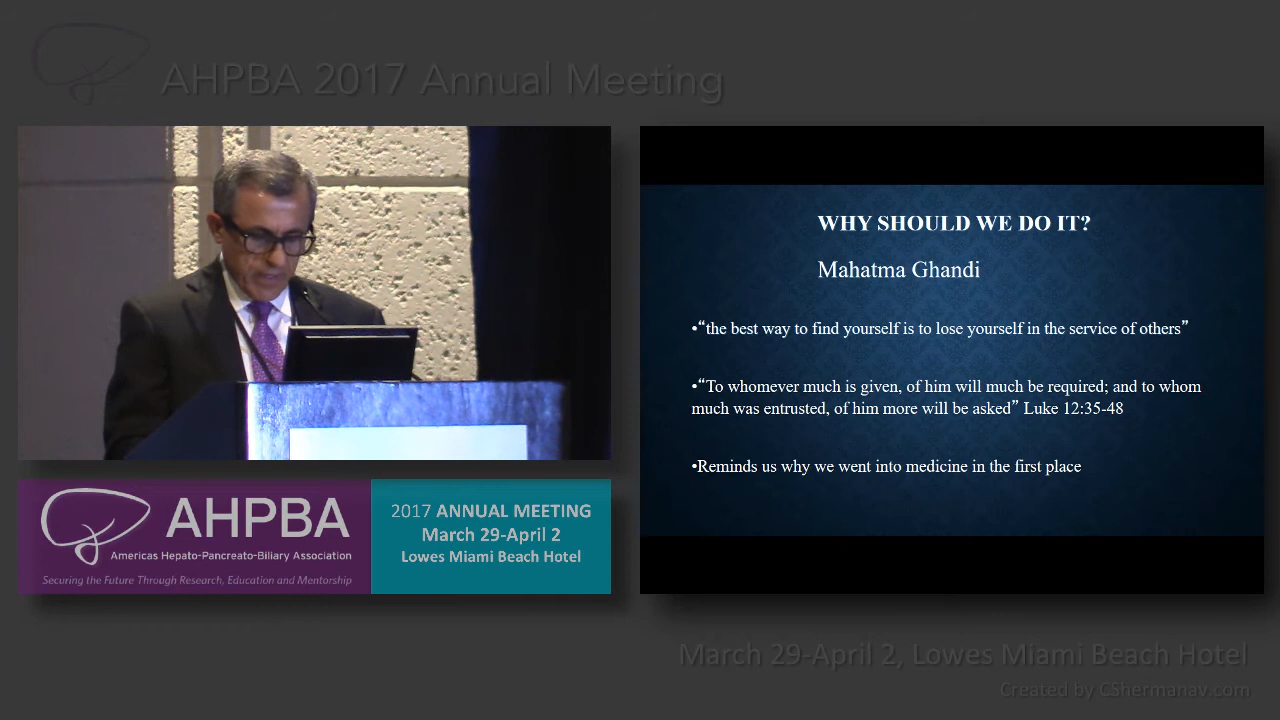 AHPBA 2017 Annual Meeting
WHY SHOULD WE DO IT?
Mahatma Ghandi
•“the best way to find yourself is to lose yourself in the service of others”
•“To whomever much is given, of him will much be required; and to whom
much was entrusted, of him more will be asked” Luke 12:35-48
•Reminds us why we went into medicine in the first place
AHPBA
Americas Hepato-Pancreato-Biliary Association
Securing the Future Through Research, Education and Mentorship
2017 ANNUAL MEETING
March 29-April 2
Lowes Miami Beach Hotel
March 29-April 2, Lowes Miami Beach Hotel
Created by CShermanav.com